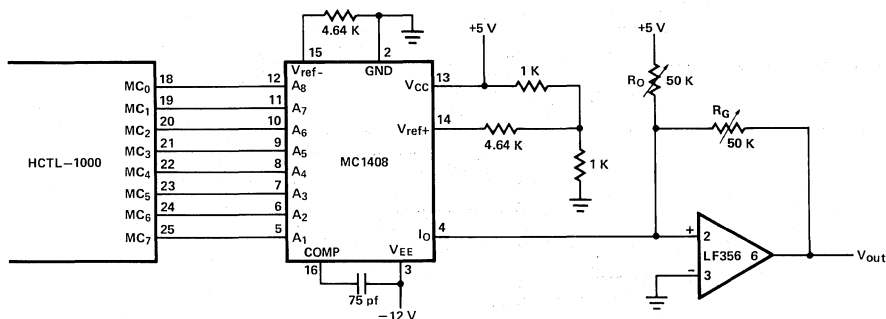 4.64 K
15
2
Vref-
GND
+5 V
+5 V
HCTL-1000
MC0 18
MC1 19
MC2 20
MC3 21
MC4 22
MC5 23
MC6 24
MC7 25
12 A8
11 A7
10 A6
9 A5
8 A4
7 A3
6 A2
5 A1
MC1408
VCC 13
Vref+ 14
IO 4
COMP
VEE
16
3
75 pf
-12 V
1 K
4.64 K
1 K
RO 50 K
RG
50 K
+ 2
- 3
LF356 6
Vout